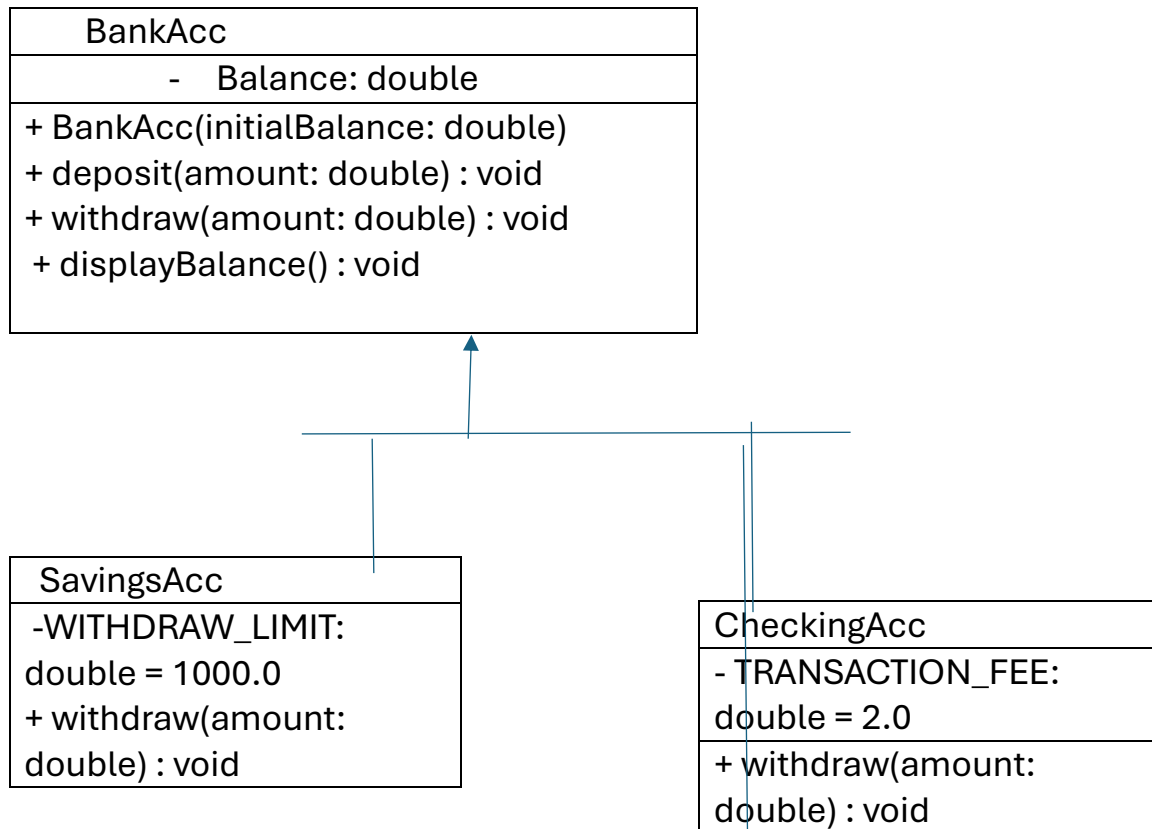 BankAcc
- Balance: double
+ BankAcc(initialBalance: double)
+ deposit(amount: double) : void
+ withdraw(amount: double) : void
+ displayBalance() : void
SavingsAcc
-WITHDRAW_LIMIT:
double = 1000.0
+ withdraw(amount:
double) : void
CheckingAcc
- TRANSACTION_FEE:
double = 2.0
+ withdraw(amount:
double) : void